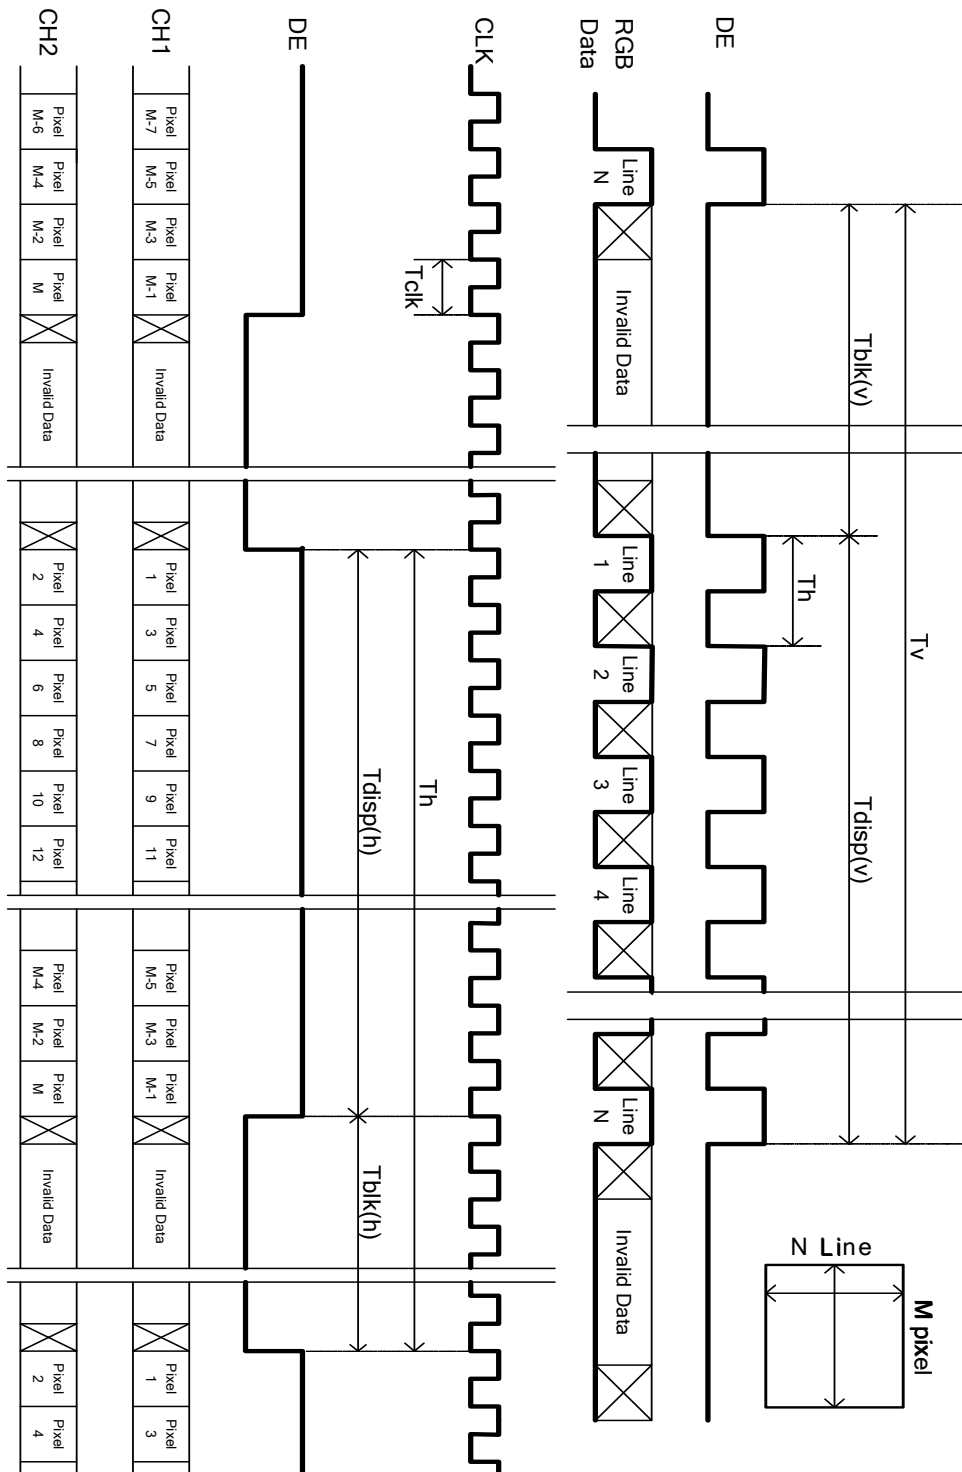 Tv
M pixel
N Line
Tblk(v) Tdisp(v)
Th
DE
RGB Line Line Line Line Line Line
Data N Invalid Data 1 2 3 4 N Invalid Data
CLK
Th
Tclk
Tdisp(h) Tblk(h)
DE
CH1 Pixel Pixel Pixel Pixel Invalid Data Pixel Pixel Pixel Pixel Pixel Pixel Pixel Pixel Pixel Invalid Data Pixel Pixel
M-7 M-5 M-3 M-1 1 3 5 7 9 11 M-5 M-3 M-1 1 3
CH2 Pixel Pixel Pixel Pixel Invalid Data Pixel Pixel Pixel Pixel Pixel Pixel Pixel Pixel Pixel Invalid Data Pixel Pixel
M-6 M-4 M-2 M 2 4 6 8 10 12 M-4 M-2 M 2 4